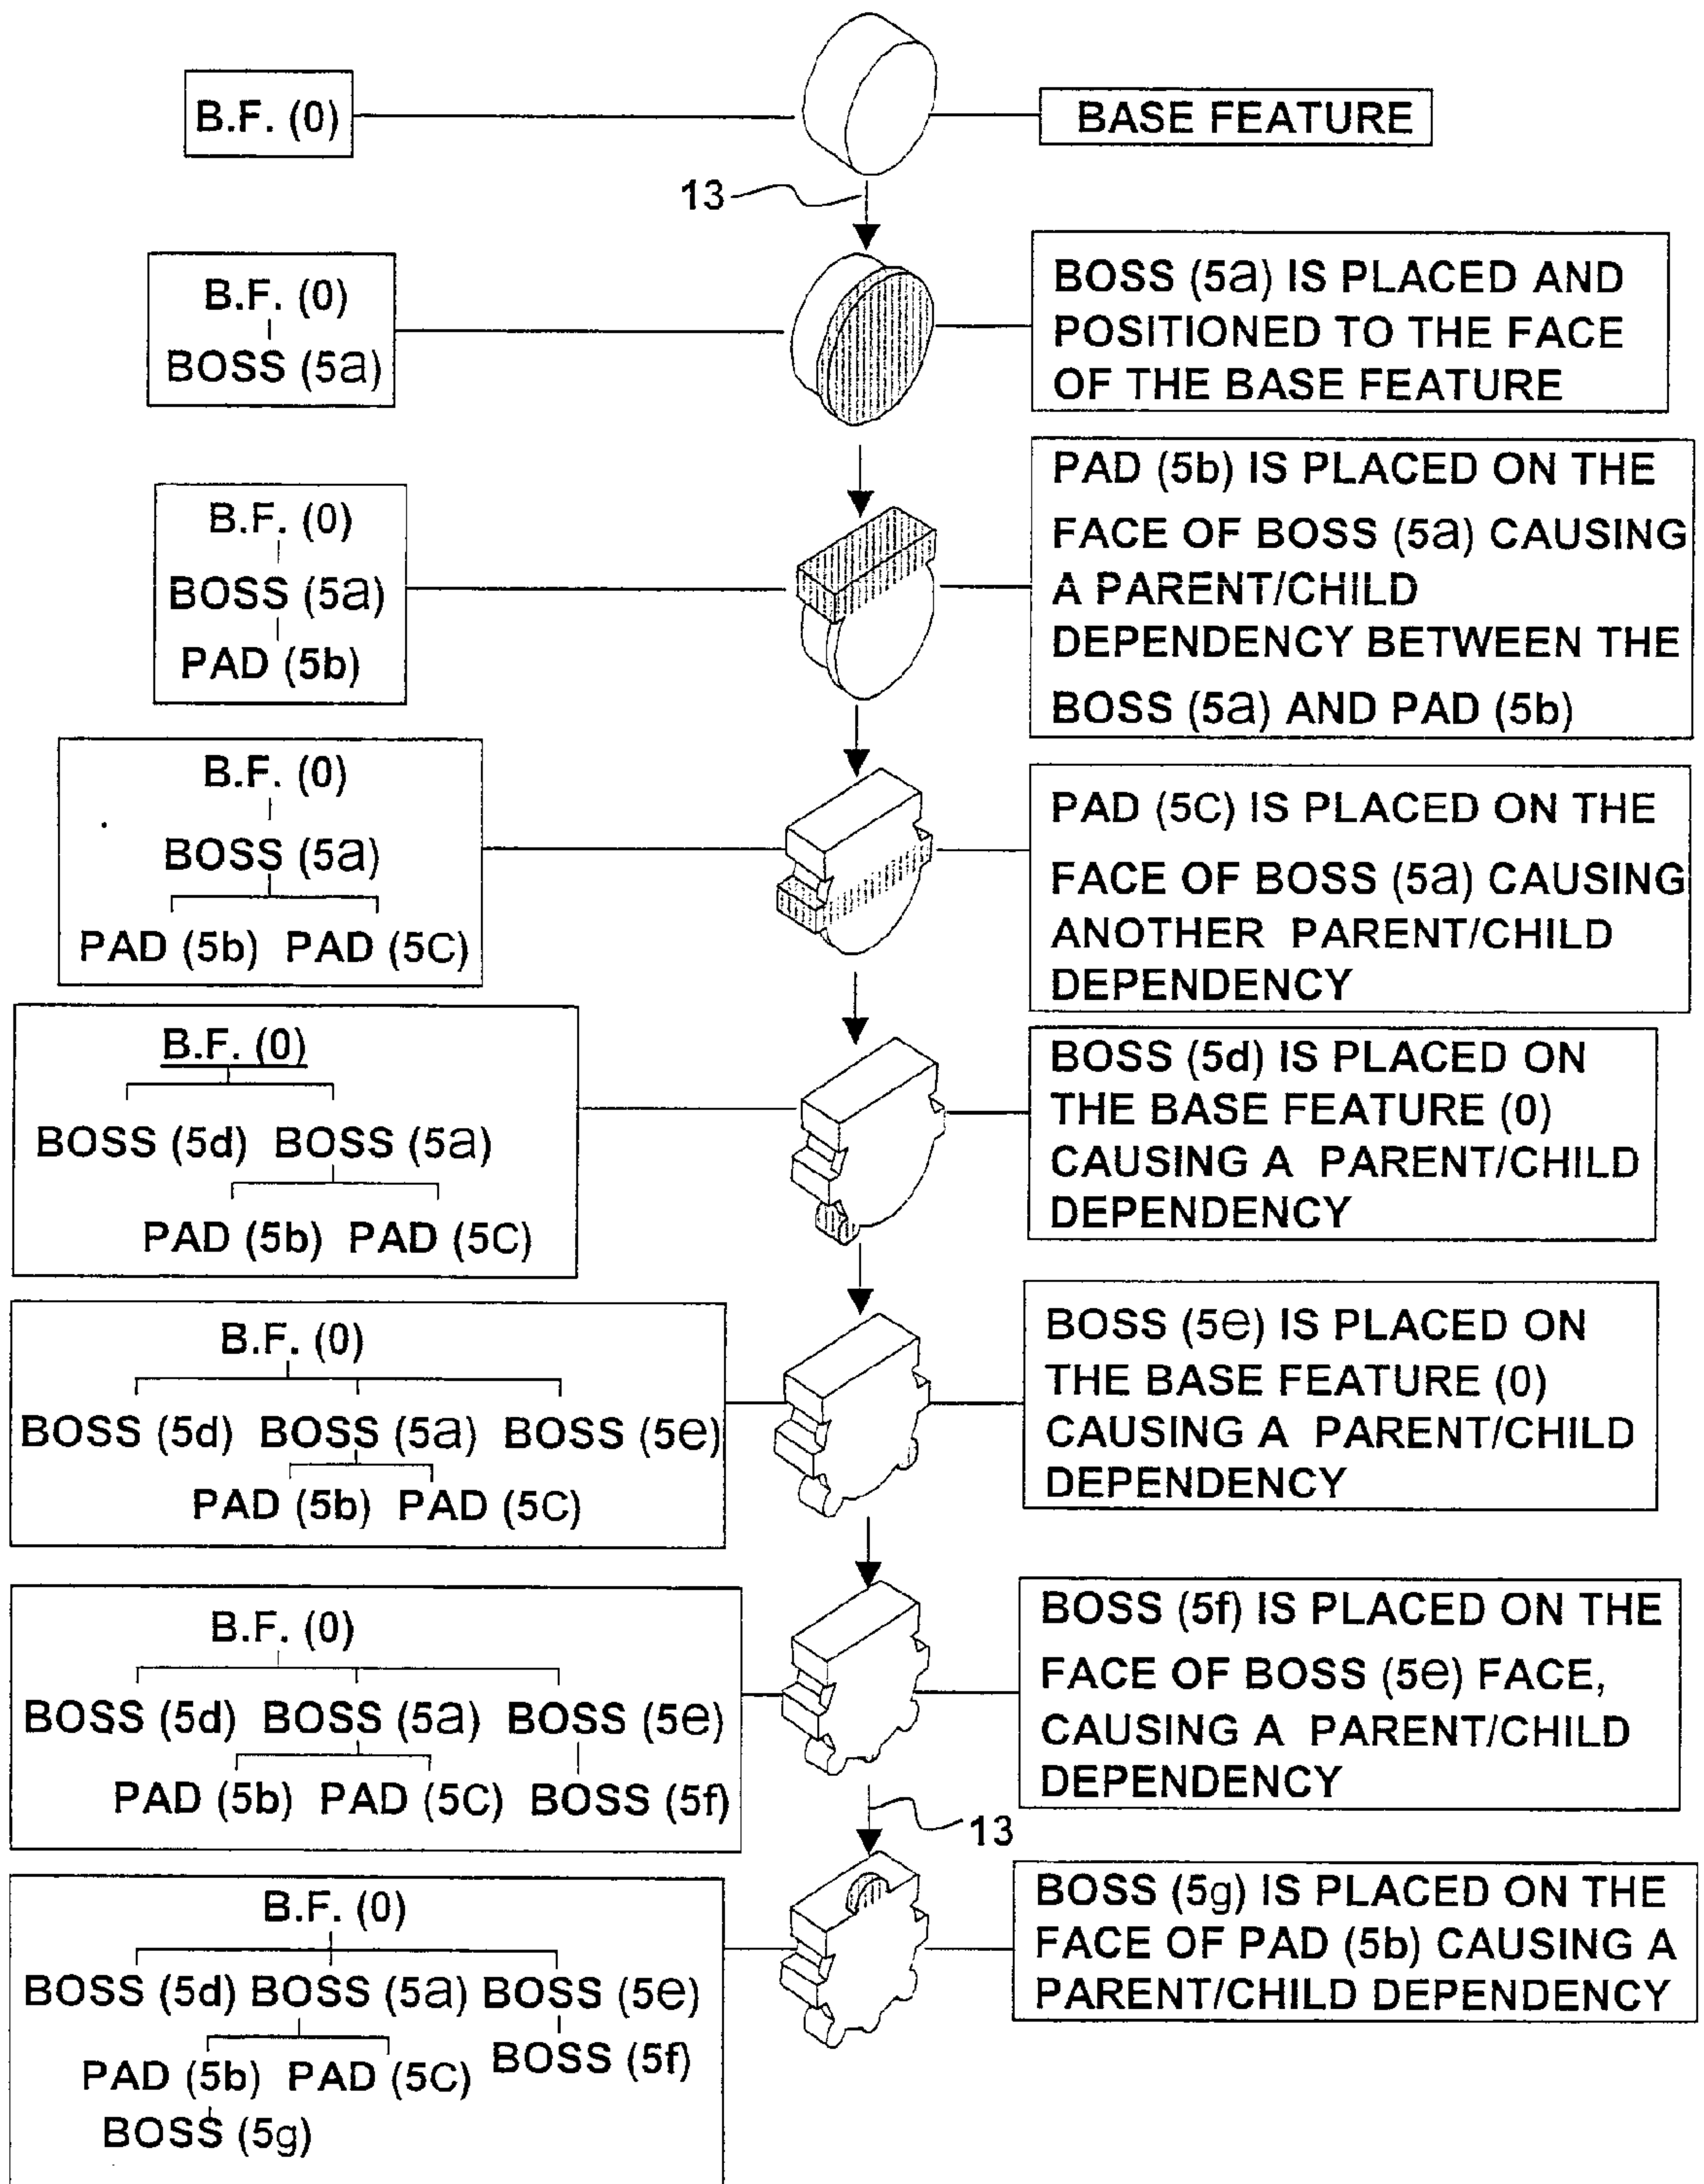 B.F. (0)
BASE FEATURE
13
B.F. (0)
BOSS (5a)
BOSS (5a) IS PLACED AND
POSITIONED TO THE FACE
OF THE BASE FEATURE
B.F. (0)
BOSS (5a)
PAD (5b)
PAD (5b) IS PLACED ON THE
FACE OF BOSS (5a) CAUSING
A PARENT/CHILD
DEPENDENCY BETWEEN THE
BOSS (5a) AND PAD (5b)
B.F. (0)
BOSS (5a)
PAD (5b) PAD (5C)
PAD (5C) IS PLACED ON THE
FACE OF BOSS (5a) CAUSING
ANOTHER PARENT/CHILD
DEPENDENCY
B.F. (0)
BOSS (5d) BOSS (5a)
PAD (5b) PAD (5C)
BOSS (5d) IS PLACED ON
THE BASE FEATURE (0)
CAUSING A PARENT/CHILD
DEPENDENCY
B.F. (0)
BOSS (5d) BOSS (5a) BOSS (5e)
PAD (5b) PAD (5C)
BOSS (5e) IS PLACED ON
THE BASE FEATURE (0)
CAUSING A PARENT/CHILD
DEPENDENCY
B.F. (0)
BOSS (5d) BOSS (5a) BOSS (5e)
PAD (5b) PAD (5C) BOSS (5f)
BOSS (5f) IS PLACED ON THE
FACE OF BOSS (5e) FACE,
CAUSING A PARENT/CHILD
DEPENDENCY
13
B.F. (0)
BOSS (5d) BOSS (5a) BOSS (5e)
PAD (5b) PAD (5C) BOSS (5f)
BOSS (5g)
BOSS (5g) IS PLACED ON THE
FACE OF PAD (5b) CAUSING A
PARENT/CHILD DEPENDENCY